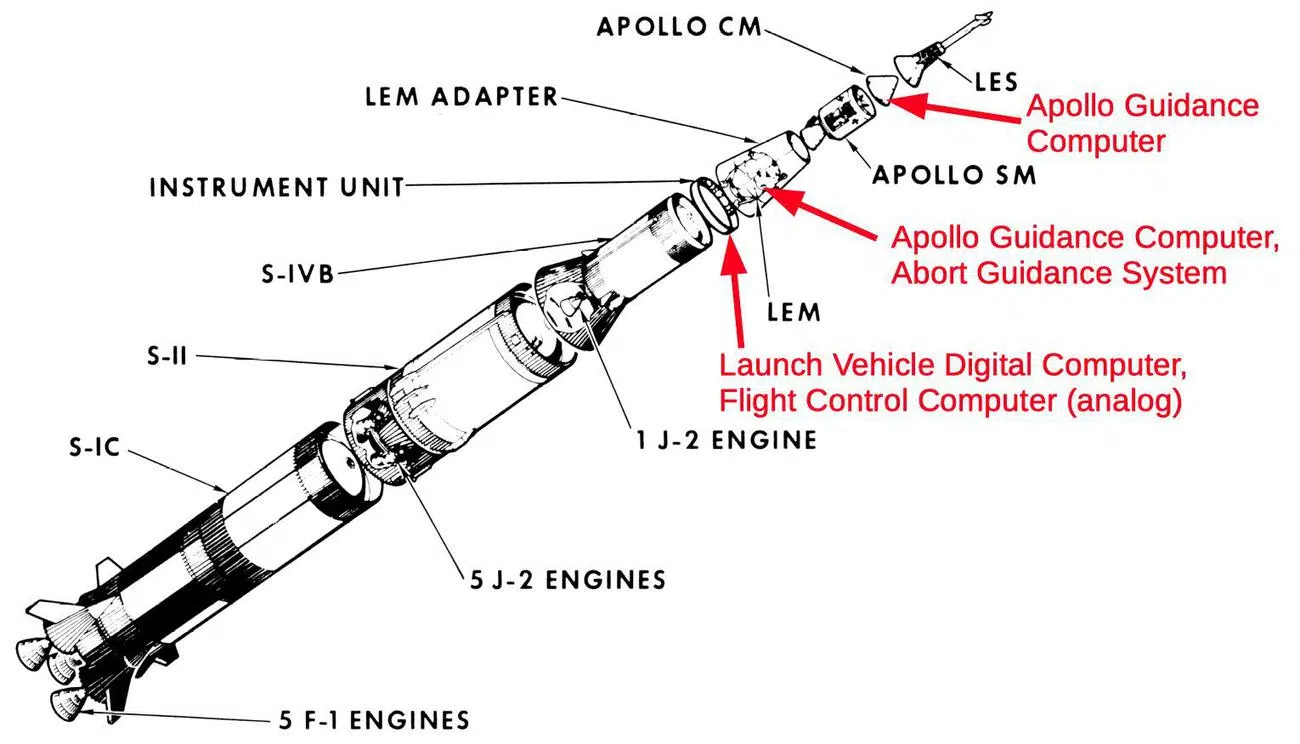 APOLLO CM
LES
LEM ADAPTER
Apollo Guidance
Computer
APOLLO SM
INSTRUMENT UNIT
Apollo Guidance Computer,
Abort Guidance System
S-IVB
LEM
S-II
Launch Vehicle Digital Computer,
Flight Control Computer (analog)
1 J-2 ENGINE
S-IC
5 J-2 ENGINES
5 F-1 ENGINES